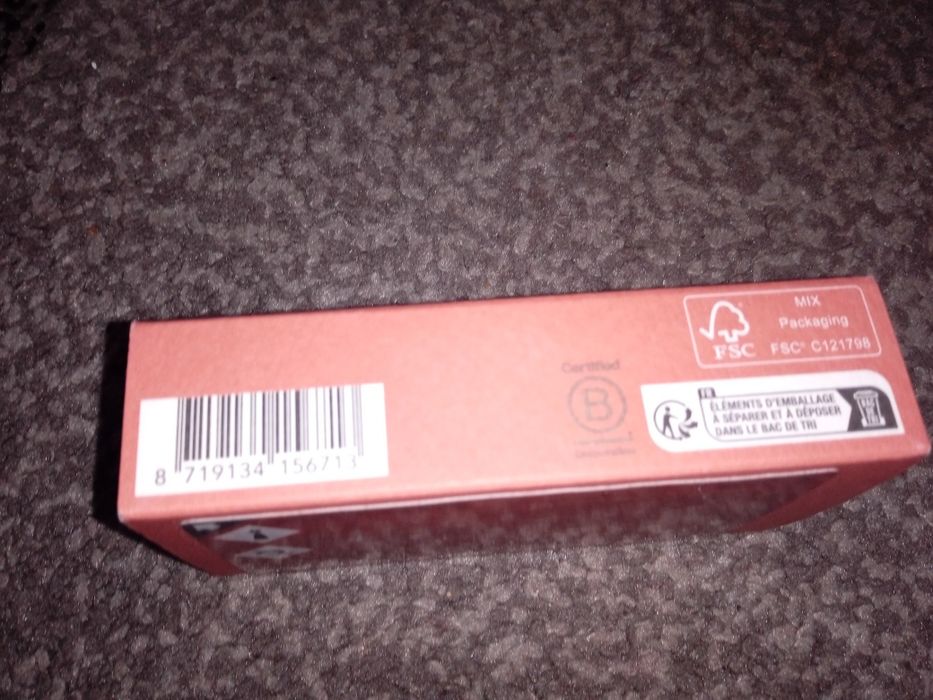 MIX
Packaging
FSC® C121798
FSC
Certified
B
FR
ÉLÉMENTS D'EMBALLAGE
À SÉPARER ET À DÉPOSER
DANS LE BAC DE TRI
8 719134 156713